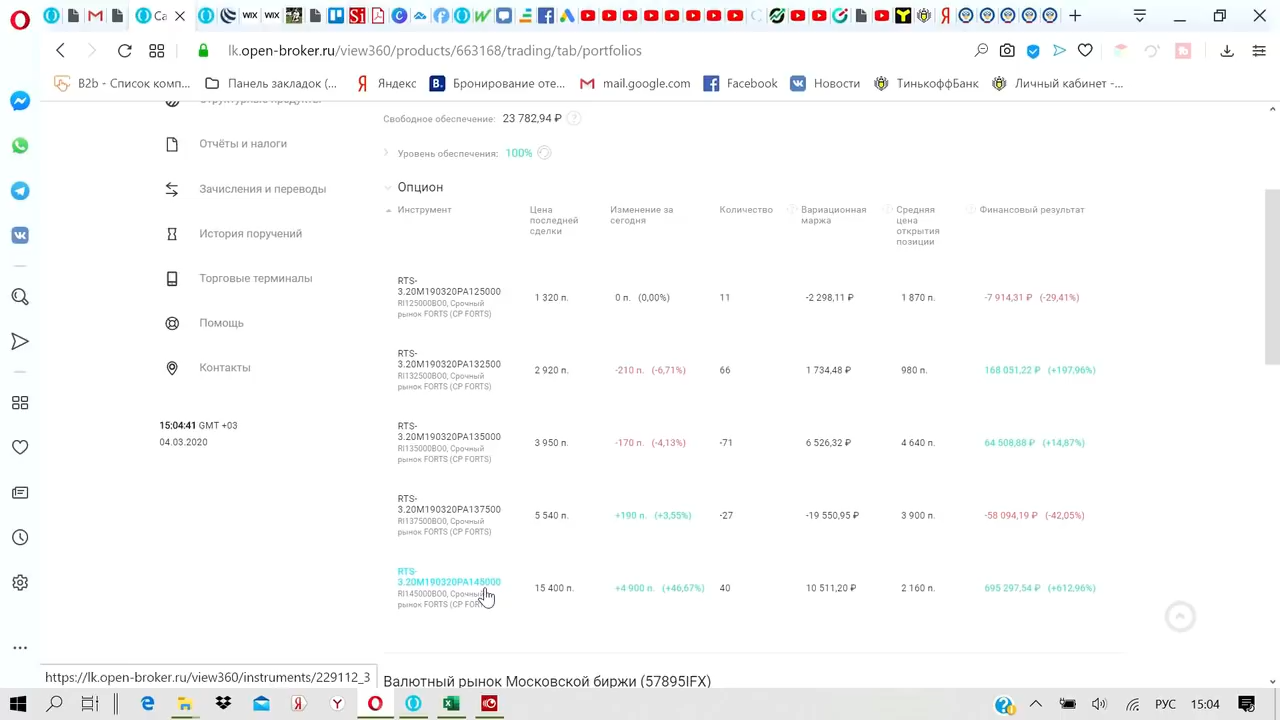 Ca
WIX
WIX
Si
lk.open-broker.ru/view360/products/663168/trading/tab/portfolios
B2b - Список комп...
Панель закладок (...
Яндекс
Бронирование оте...
mail.google.com
Facebook
Новости
ТинькоффБанк
Личный кабинет -...
Структурные продукты
Отчёты и налоги
Зачисления и переводы
История поручений
Торговые терминалы
Помощь
Контакты
15:04:41 GMT +03
04.03.2020
Свободное обеспечение: 23 782,94 ₽ ?
Уровень обеспечения: 100%
Опцион
Инструмент
Цена
последней
сделки
Изменение за
сегодня
Количество
Вариационная
маржа
Средняя
цена
открытия
позиции
Финансовый результат
RTS-
3.20M190320PA125000
RI125000BO0, Срочный
рынок FORTS (СР FORTS)
1 320 п.
0 п. (0,00%)
11
-2 298,11 ₽
1 870 п.
-7 914,31 ₽ (-29,41%)
RTS-
3.20M190320PA132500
RI132500BO0, Срочный
рынок FORTS (СР FORTS)
2 920 п.
-210 п. (-6,71%)
66
1 734,48 ₽
980 п.
168 051,22 ₽ (+197,96%)
RTS-
3.20M190320PA135000
RI135000BO0, Срочный
рынок FORTS (СР FORTS)
3 950 п.
-170 п. (-4,13%)
-71
6 526,32 ₽
4 640 п.
64 508,88 ₽ (+14,87%)
RTS-
3.20M190320PA137500
RI137500BO0, Срочный
рынок FORTS (СР FORTS)
5 540 п.
+190 п. (+3,55%)
-27
-19 550,95 ₽
3 900 п.
-58 094,19 ₽ (-42,05%)
RTS-
3.20M190320PA145000
RI145000BO0, Срочный
рынок FORTS (СР FORTS)
15 400 п.
+4 900 п. (+46,67%)
40
10 511,20 ₽
2 160 п.
695 297,54 ₽ (+612,96%)
https://lk.open-broker.ru/view360/instruments/229112_3
Валютный рынок Московской биржи (57895IFX)
РУС
15:04